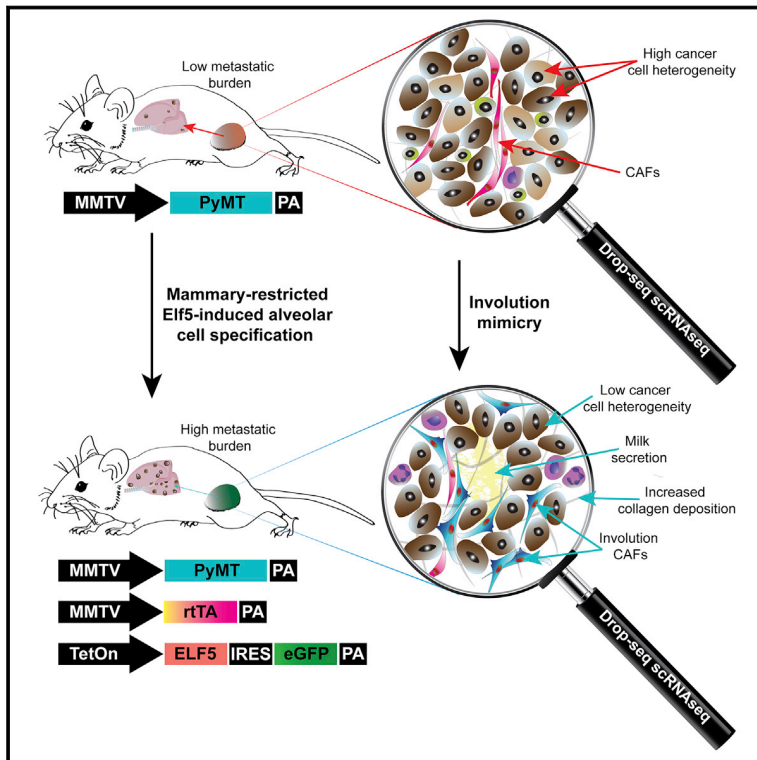 Low metastatic
burden
High cancer
cell heterogeneity
CAFs
MMTV PyMT PA
Drop-seq scRNAseq
Mammary-restricted
Elf5-induced alveolar
cell specification
Involution
mimicry
High metastatic
burden
Low cancer
cell heterogeneity
Milk
secretion
Increased
collagen deposition
Involution
CAFs
MMTV PyMT PA
MMTV rtTA PA
TetOn ELF5 IRES eGFP PA
Drop-seq scRNAseq